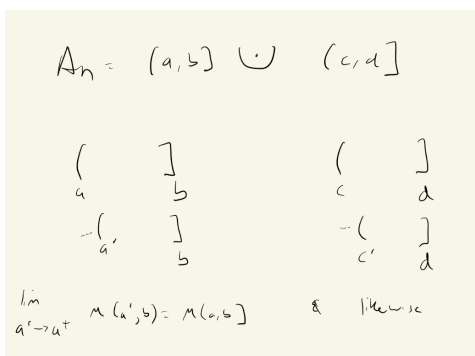 An = (a,b] ⨃ (c,d]
( ] ( ]
a b c d
( ] ( ]
a' b c' d
lim M(a',b) = M(a,b] & likewise
a'→a⁺